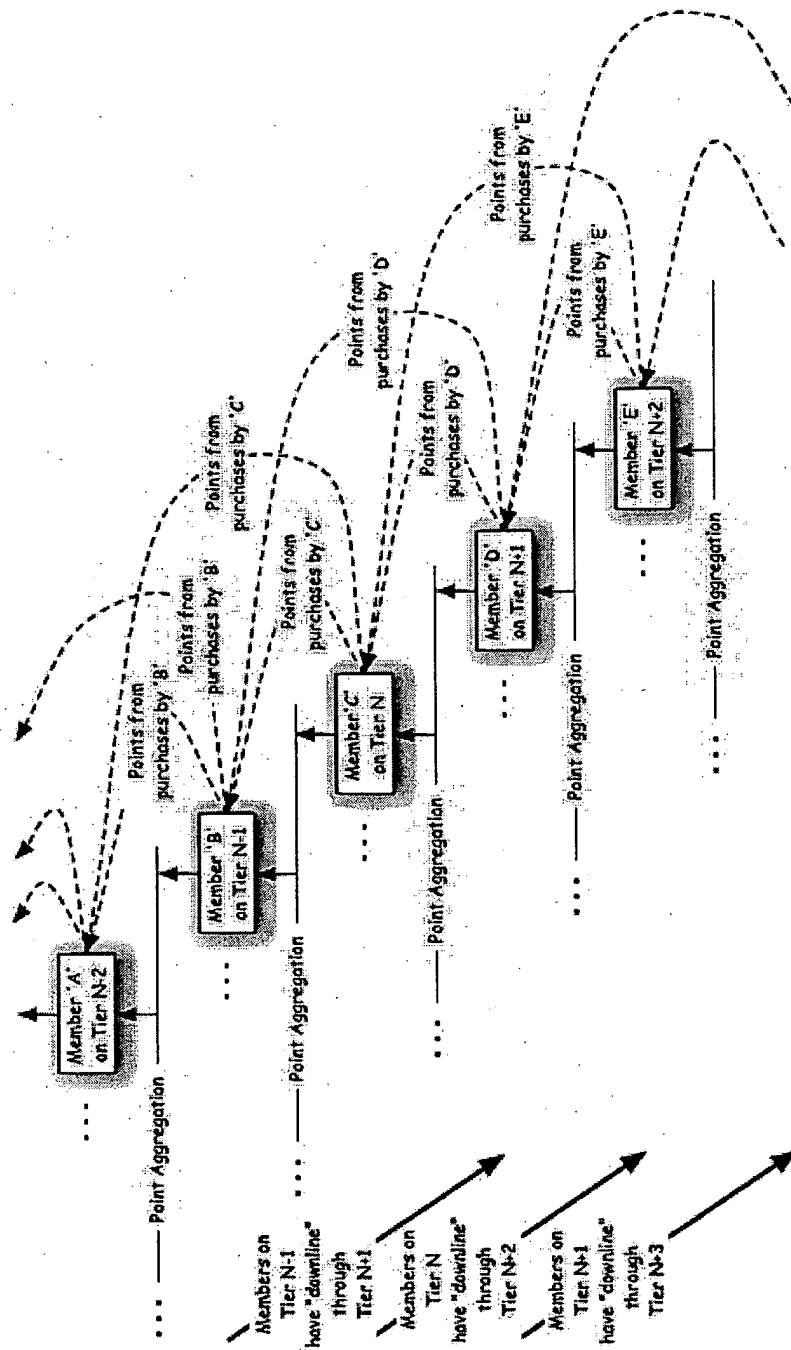 Members on
Tier N-1
have "downline"
through
Tier N+1
Members on
Tier N
have "downline"
through
Tier N+2
Members on
Tier N+1
have "downline"
through
Tier N+3
• • •
Point Aggregation
• • •
Member 'A'
on Tier N-2
• • •
Point Aggregation
• • •
Member 'B'
on Tier N-1
Points from
purchases by 'B'
Points from
purchases by 'B'
• • •
Point Aggregation
• • •
Member 'C'
on Tier N
Points from
purchases by 'C'
Points from
purchases by 'C'
• • •
Point Aggregation
• • •
Member 'D'
on Tier N+1
Points from
purchases by 'D'
Points from
purchases by 'D'
• • •
Point Aggregation
• • •
Member 'E'
on Tier N+2
Points from
purchases by 'E'
Points from
purchases by 'E'